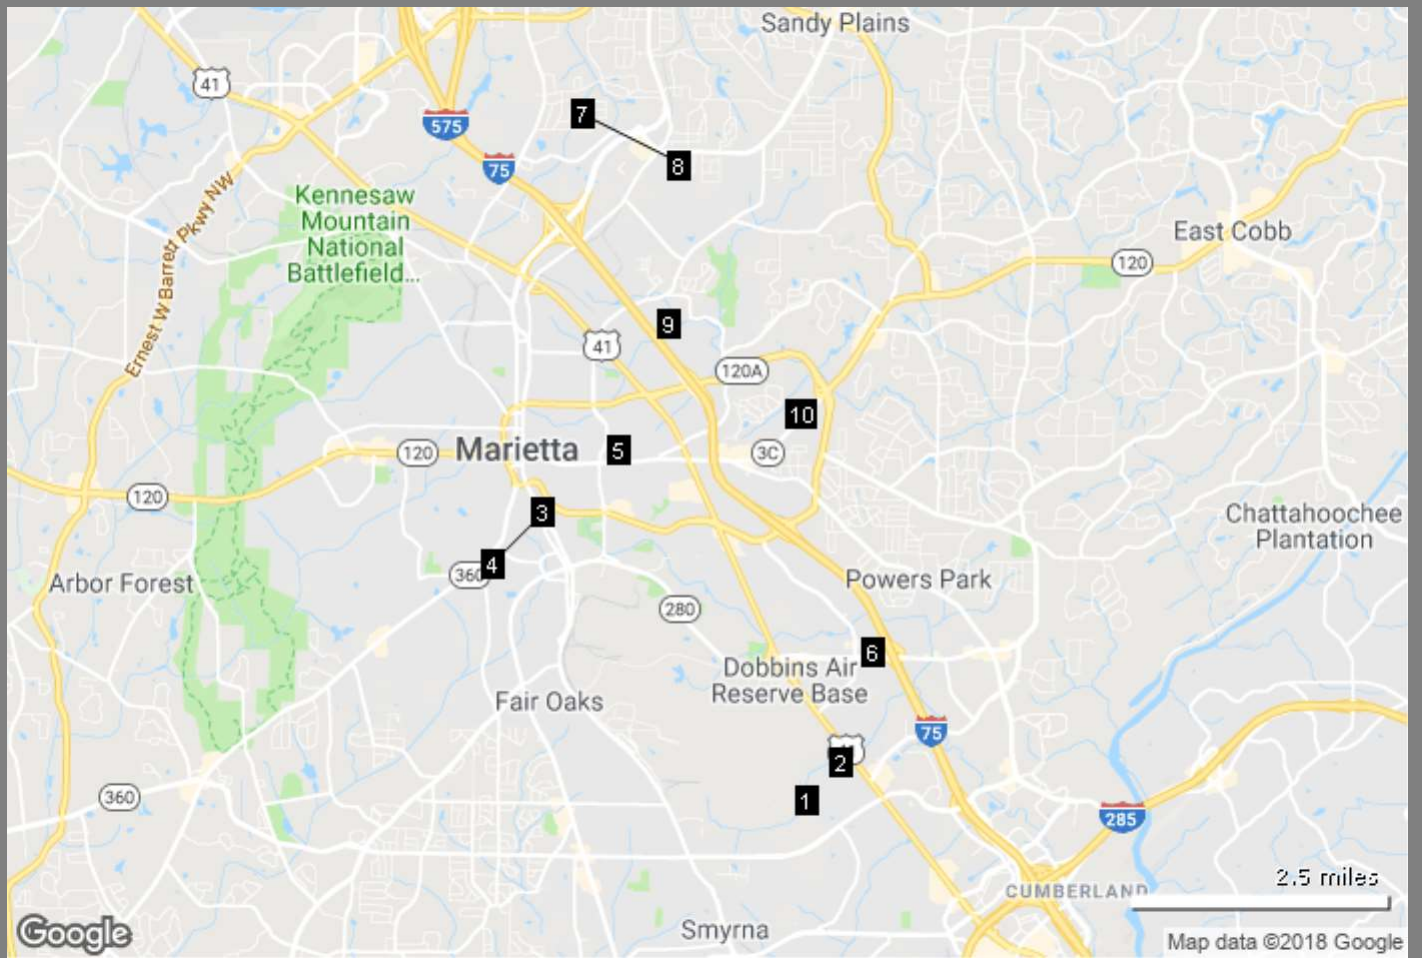 Sandy Plains
41
7
575
75
8
Kennesaw
Mountain
National
Battlefield...
Ernest W Barrett Pkwy NW
East Cobb
120
9
41
120A
10
120
Marietta
5
3C
120
3
Chattahoochee
Plantation
4
360
Arbor Forest
Powers Park
280
6
Dobbins Air
Reserve Base
Fair Oaks
75
2
1
360
285
2.5 miles
CUMBERLAND
Smyrna
Google
Map data ©2018 Google